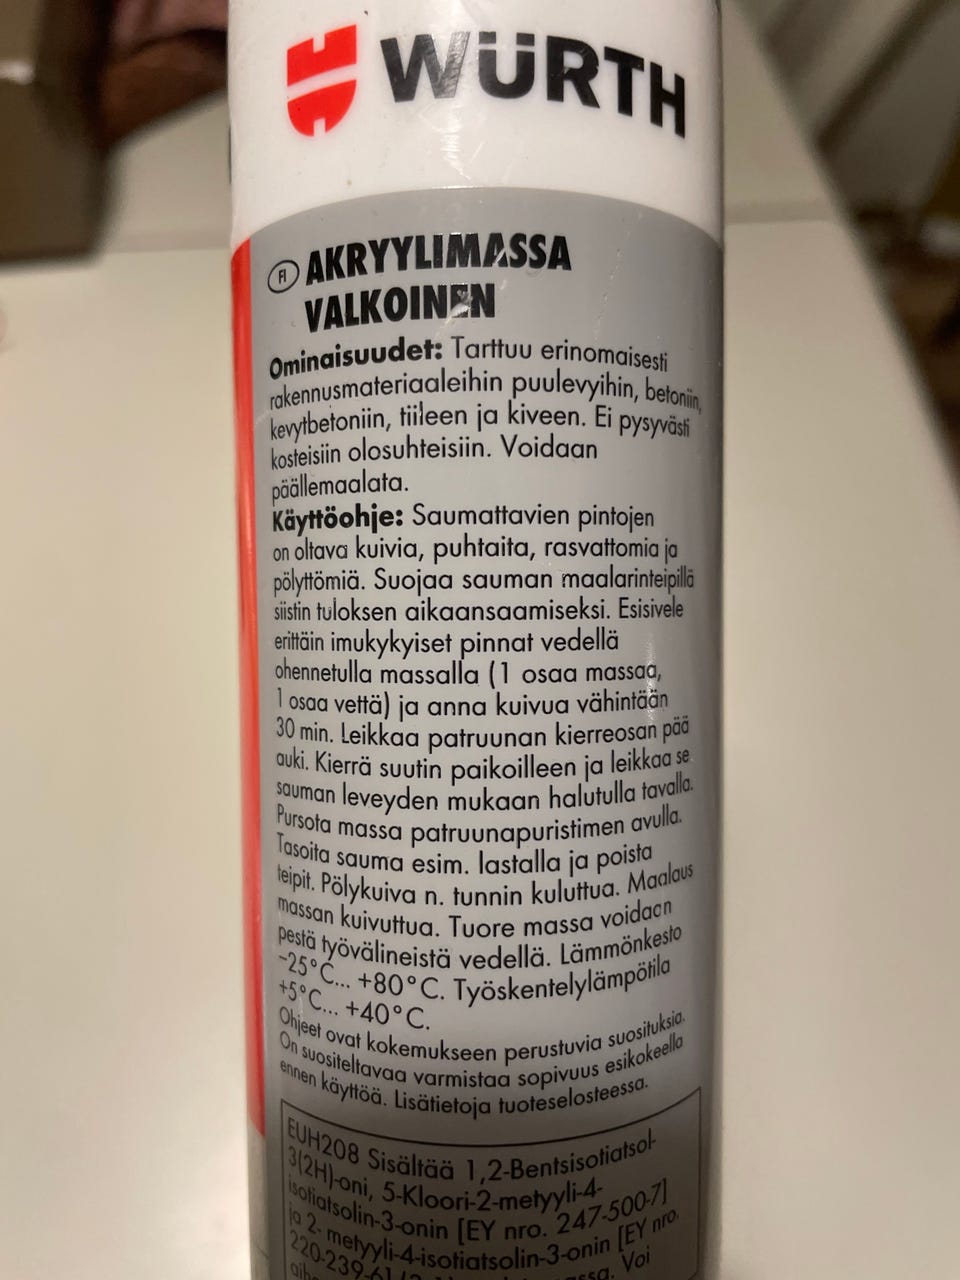 WÜRTH
FI AKRYYLIMASSA
VALKOINEN
Ominaisuudet: Tarttuu erinomaisesti
rakennusmateriaaleihin puulevyihin, betoniin,
kevytbetoniin, tiileen ja kiveen. Ei pysyvästi
kosteisiin olosuhteisiin. Voidaan
päällemaalata.
Käyttöohje: Saumattavien pintojen
on oltava kuivia, puhtaita, rasvattomia ja
pölyttömiä. Suojaa sauman maalarinteipillä
siistin tuloksen aikaansaamiseksi. Esisivele
erittäin imukykyiset pinnat vedellä
ohennetulla massalla (1 osaa massaa,
1 osaa vettä) ja anna kuivua vähintään
30 min. Leikkaa patruunan kierreosan pää
auki. Kierrä suutin paikoilleen ja leikkaa se
sauman leveyden mukaan halutulla tavalla.
Pursota massa patruunapuristimen avulla.
Tasoita sauma esim. lastalla ja poista
teipit. Pölykuiva n. tunnin kuluttua. Maalaus
massan kuivuttua. Tuore massa voidaan
pestä työvälineistä vedellä. Lämmönkesto
-25°C... +80°C. Työskentelylämpötila
+5°C... +40°C.
Ohjeet ovat kokemukseen perustuvia suosituksia.
On suositeltavaa varmistaa sopivuus esikokeella
ennen käyttöä. Lisätietoja tuoteselosteessa.
EUH208 Sisältää 1,2-Bentsisotiatsol-
3(2H)-oni, 5-Kloori-2-metyyli-4-
isotiatsolin-3-onin [EY nro. 247-500-7]
ja 2- metyyli-4-isotiatsolin-3-onin [EY nro.
Voi